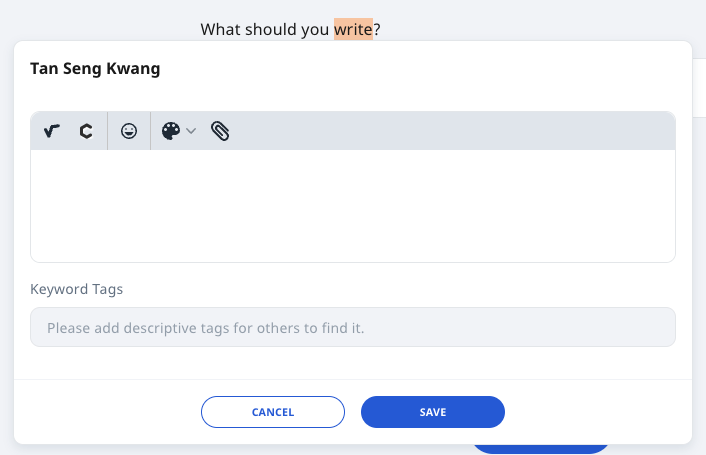 What should you write?
Tan Seng Kwang
Keyword Tags
Please add descriptive tags for others to find it.
CANCEL
SAVE